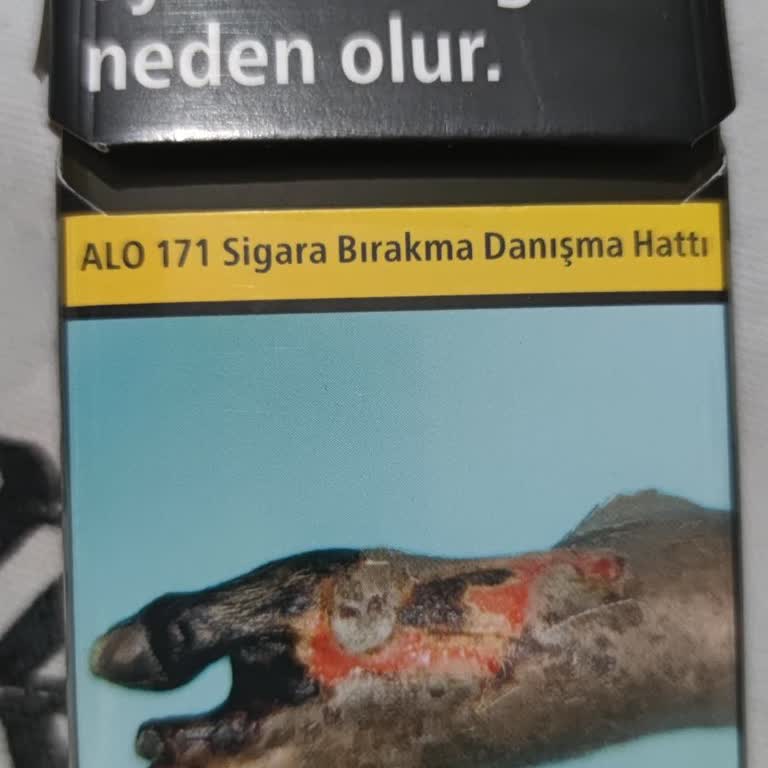 neden olur.
ALO 171 Sigara Bırakma Danışma Hattı